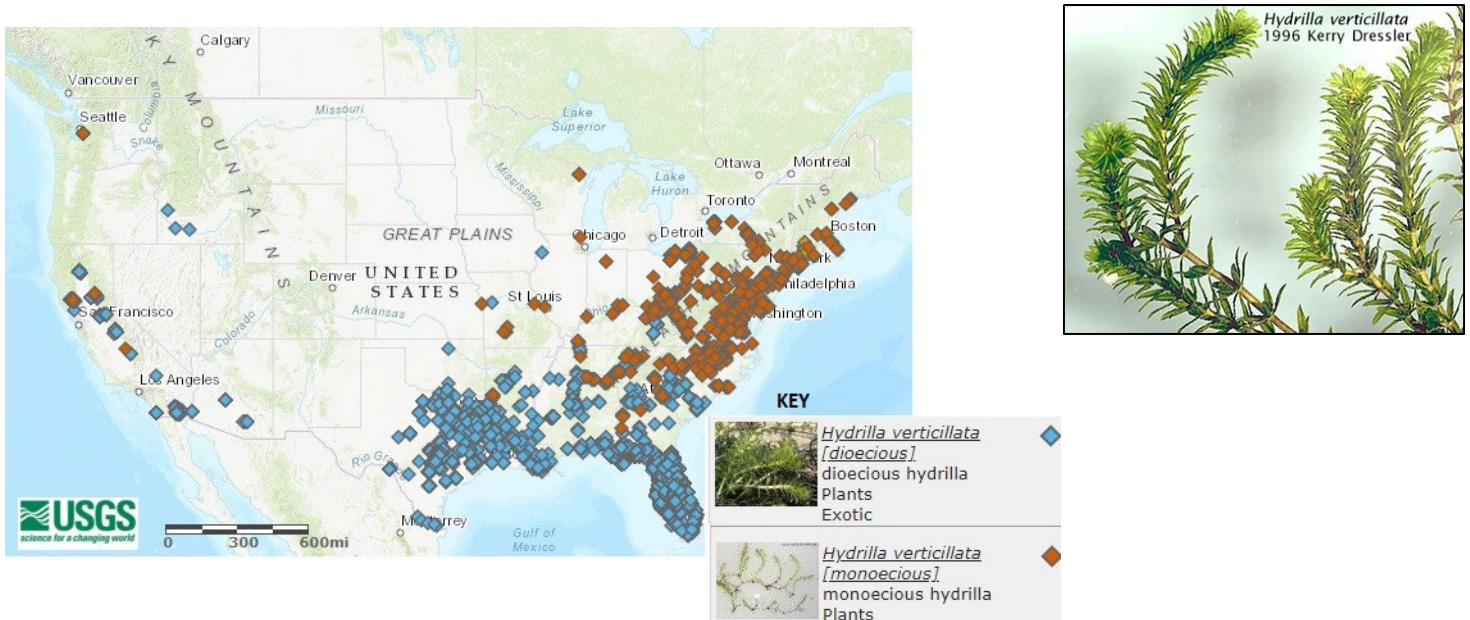 Calgary
Vancouver
Seattle
Columbia
Snake
Missouri
Lake
Superior
Mississippi
Lake
Huron
Ottawa
Montreal
Toronto
Boston
Detroit
Chicago
GREAT PLAINS
K Y M O U N T A I N S
MOUNTAINS
Denver
UNITED
STATES
St Louis
Arkansas
Colorado
San Francisco
Los Angeles
Philadelphia
Rio
Gulf of
Mexico
USGS
science for a changing world
0 300 600mi
KEY
Hydrilla verticillata
[dioecious]
dioecious hydrilla
Plants
Exotic
Hydrilla verticillata
[monoecious]
monoecious hydrilla
Plants
Hydrilla verticillata
1996 Kerry Dressler